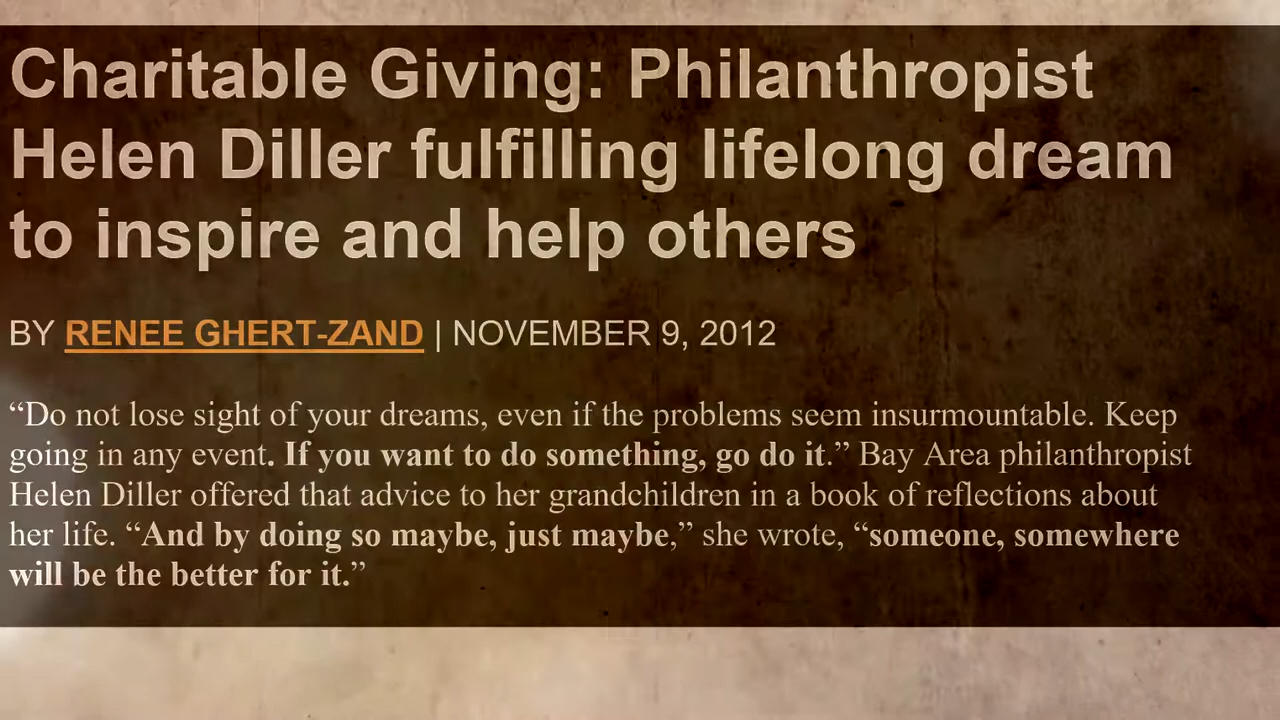 Charitable Giving: Philanthropist
Helen Diller fulfilling lifelong dream
to inspire and help others
BY RENEE GHERT-ZAND | NOVEMBER 9, 2012
“Do not lose sight of your dreams, even if the problems seem insurmountable. Keep
going in any event. If you want to do something, go do it.” Bay Area philanthropist
Helen Diller offered that advice to her grandchildren in a book of reflections about
her life. “And by doing so maybe, just maybe,” she wrote, “someone, somewhere
will be the better for it.”